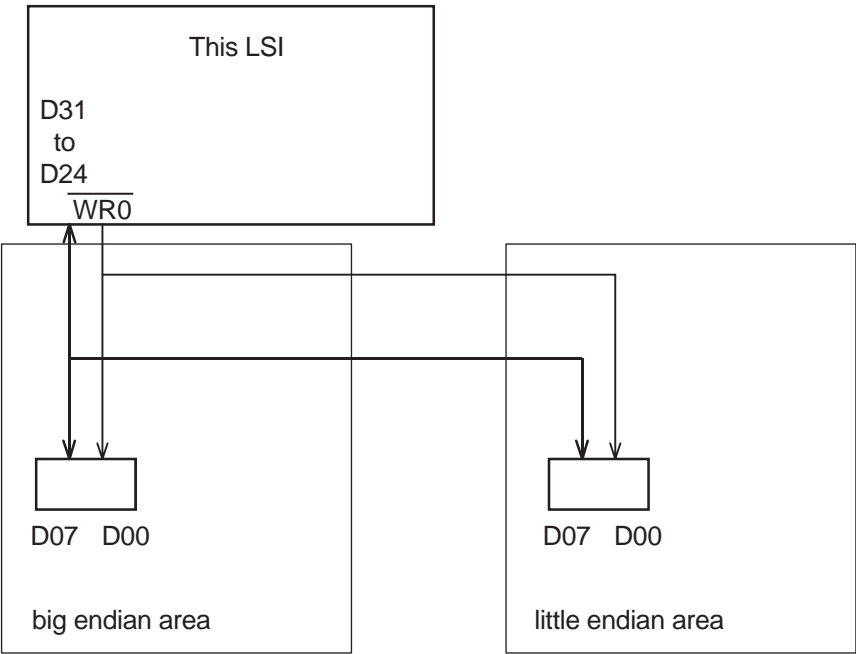 This LSI
D31
to
D24
WR0
D07 D00
D07 D00
big endian area
little endian area